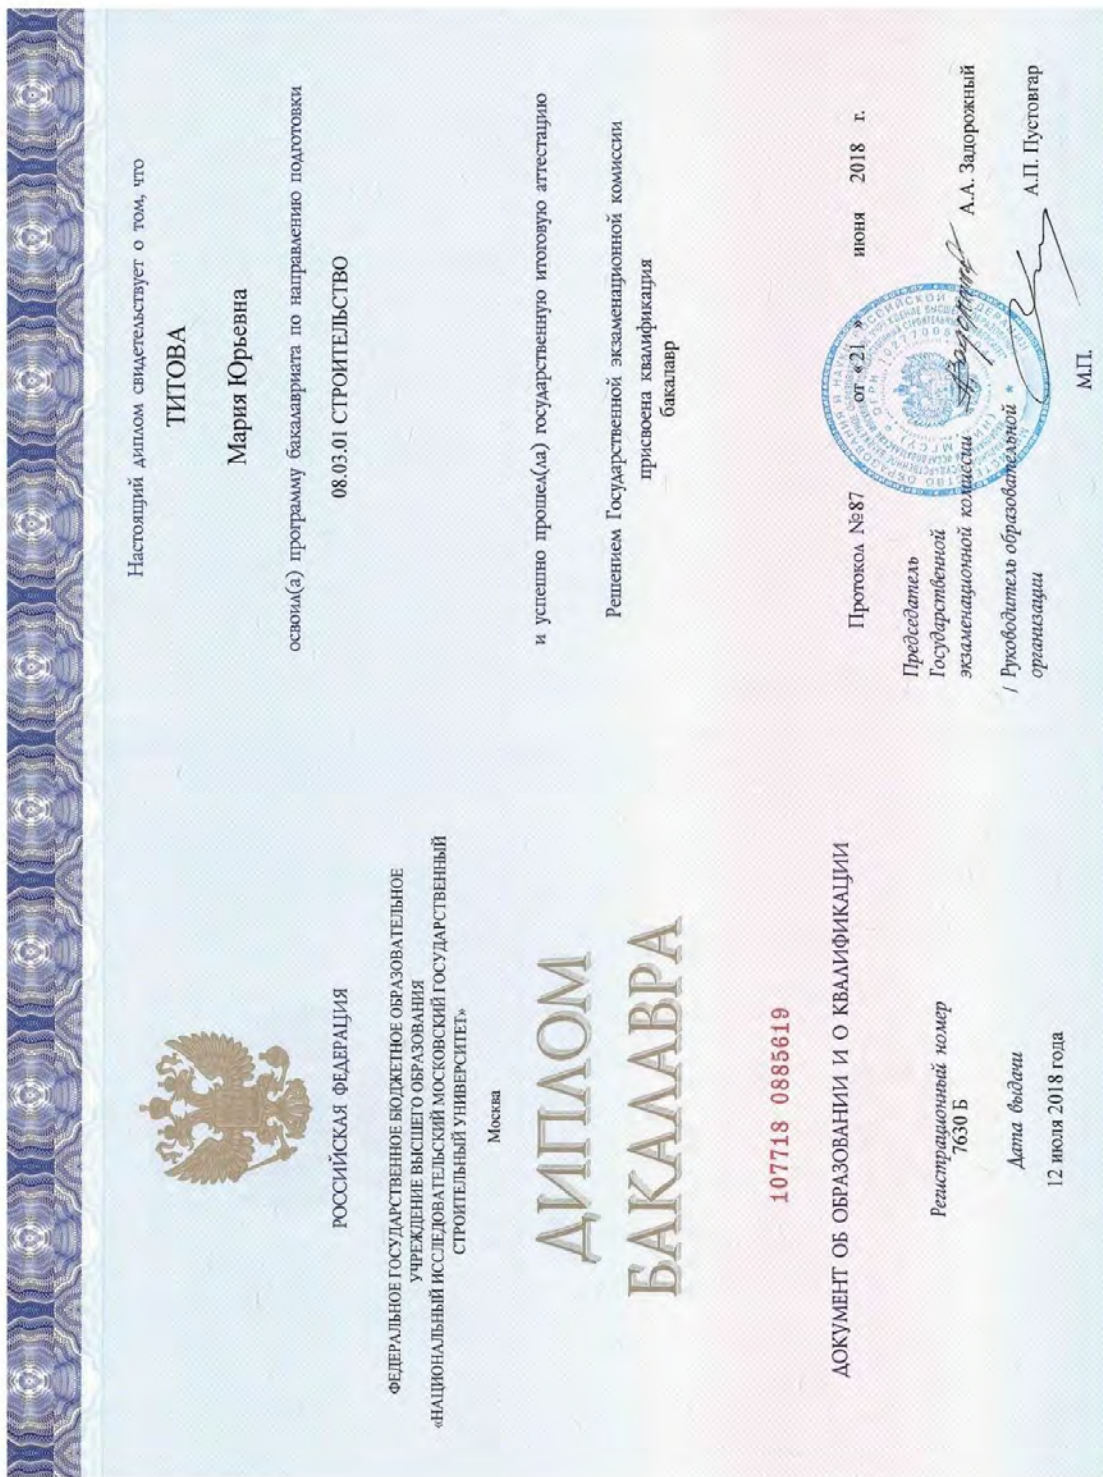 РОССИЙСКАЯ ФЕДЕРАЦИЯ
ФЕДЕРАЛЬНОЕ ГОСУДАРСТВЕННОЕ БЮДЖЕТНОЕ ОБРАЗОВАТЕЛЬНОЕ
УЧРЕЖДЕНИЕ ВЫСШЕГО ОБРАЗОВАНИЯ
«НАЦИОНАЛЬНЫЙ ИССЛЕДОВАТЕЛЬСКИЙ МОСКОВСКИЙ ГОСУДАРСТВЕННЫЙ
СТРОИТЕЛЬНЫЙ УНИВЕРСИТЕТ»
Москва
ДИПЛОМ
БАКАЛАВРА
107718 0885619
ДОКУМЕНТ ОБ ОБРАЗОВАНИИ И О КВАЛИФИКАЦИИ
Регистрационный номер
7630 Б
Дата выдачи
12 июля 2018 года
Настоящий диплом свидетельствует о том, что
ТИТОВА
Мария Юрьевна
освоил(а) программу бакалавриата по направлению подготовки
08.03.01 СТРОИТЕЛЬСТВО
и успешно прошел(ла) государственную итоговую аттестацию
Решением Государственной экзаменационной комиссии
присвоена квалификация
бакалавр
Протокол №87 от «21 » июня 2018 г.
Председатель
Государственной
экзаменационной комиссии А.А. Задорожный
/ Руководитель образовательной
организации А.П. Пустовгар
М.П.